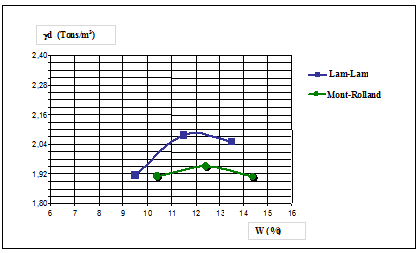 γd (Tons/m³)
2,40
2,28
2,16
2,04
1,92
1,80
6 7 8 9 10 11 12 13 14 15 16
W (%)
Lam-Lam
Mont-Rolland